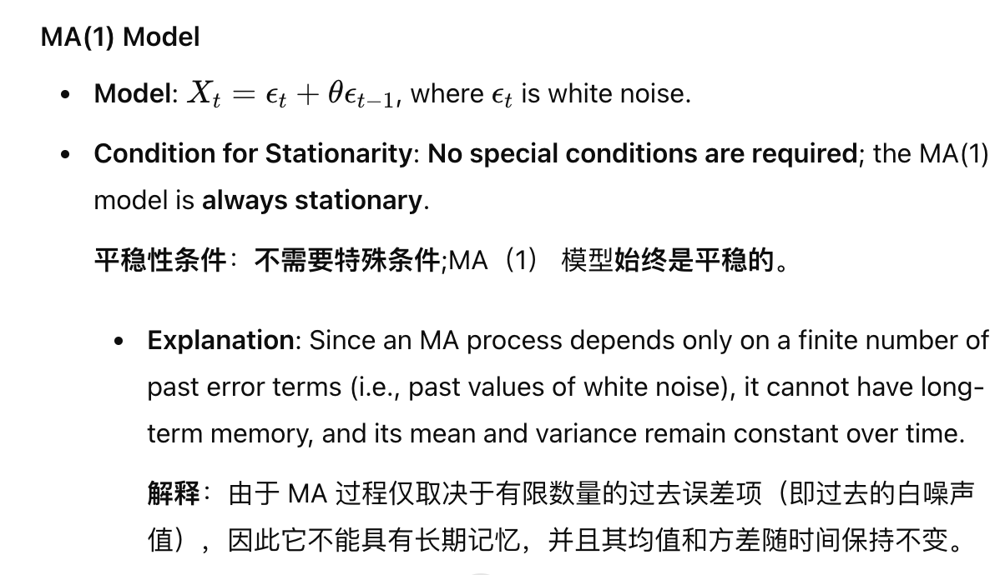 MA(1) Model
• Model: Xₜ = ϵₜ + θϵₜ₋₁, where ϵₜ is white noise.
• Condition for Stationarity: No special conditions are required; the MA(1)
model is always stationary.
平稳性条件：不需要特殊条件;MA（1） 模型始终是平稳的。
• Explanation: Since an MA process depends only on a finite number of
past error terms (i.e., past values of white noise), it cannot have long-
term memory, and its mean and variance remain constant over time.
解释：由于 MA 过程仅取决于有限数量的过去误差项（即过去的白噪声
值），因此它不能具有长期记忆，并且其均值和方差随时间保持不变。